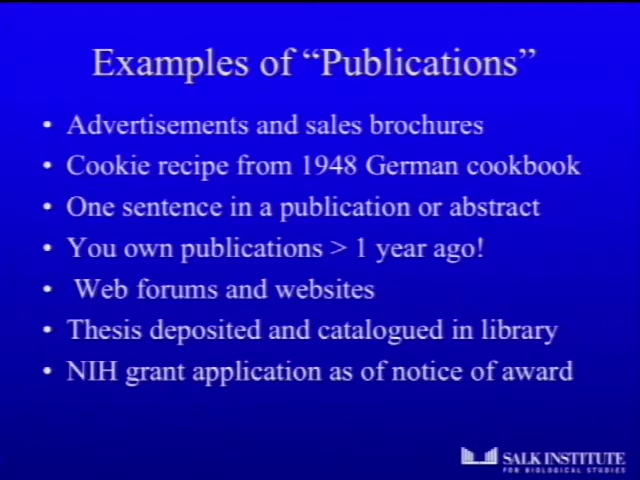 Examples of “Publications”
• Advertisements and sales brochures
• Cookie recipe from 1948 German cookbook
• One sentence in a publication or abstract
• You own publications > 1 year ago!
• Web forums and websites
• Thesis deposited and catalogued in library
• NIH grant application as of notice of award
SALK INSTITUTE
FOR BIOLOGICAL STUDIES